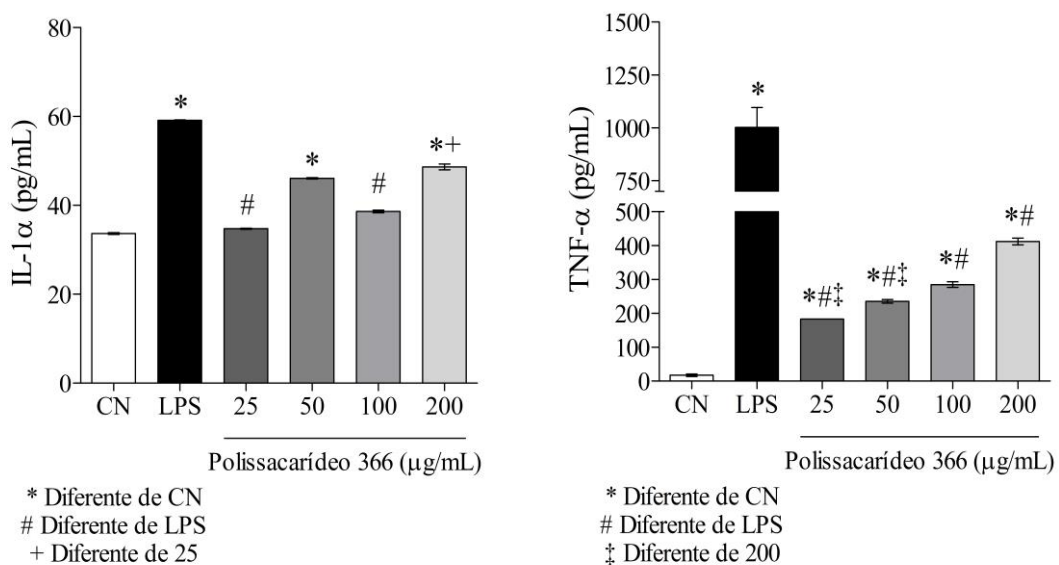 80
60
40
20
0
IL-1α (pg/mL)
*
#
*
#
*+
CN LPS 25 50 100 200
Polissacarídeo 366 (µg/mL)
* Diferente de CN
# Diferente de LPS
+ Diferente de 25
1500
1250
1000
750
500
400
300
200
100
0
TNF-α (pg/mL)
*
*#‡
*#‡
*#
*#
CN LPS 25 50 100 200
Polissacarídeo 366 (µg/mL)
* Diferente de CN
# Diferente de LPS
‡ Diferente de 200